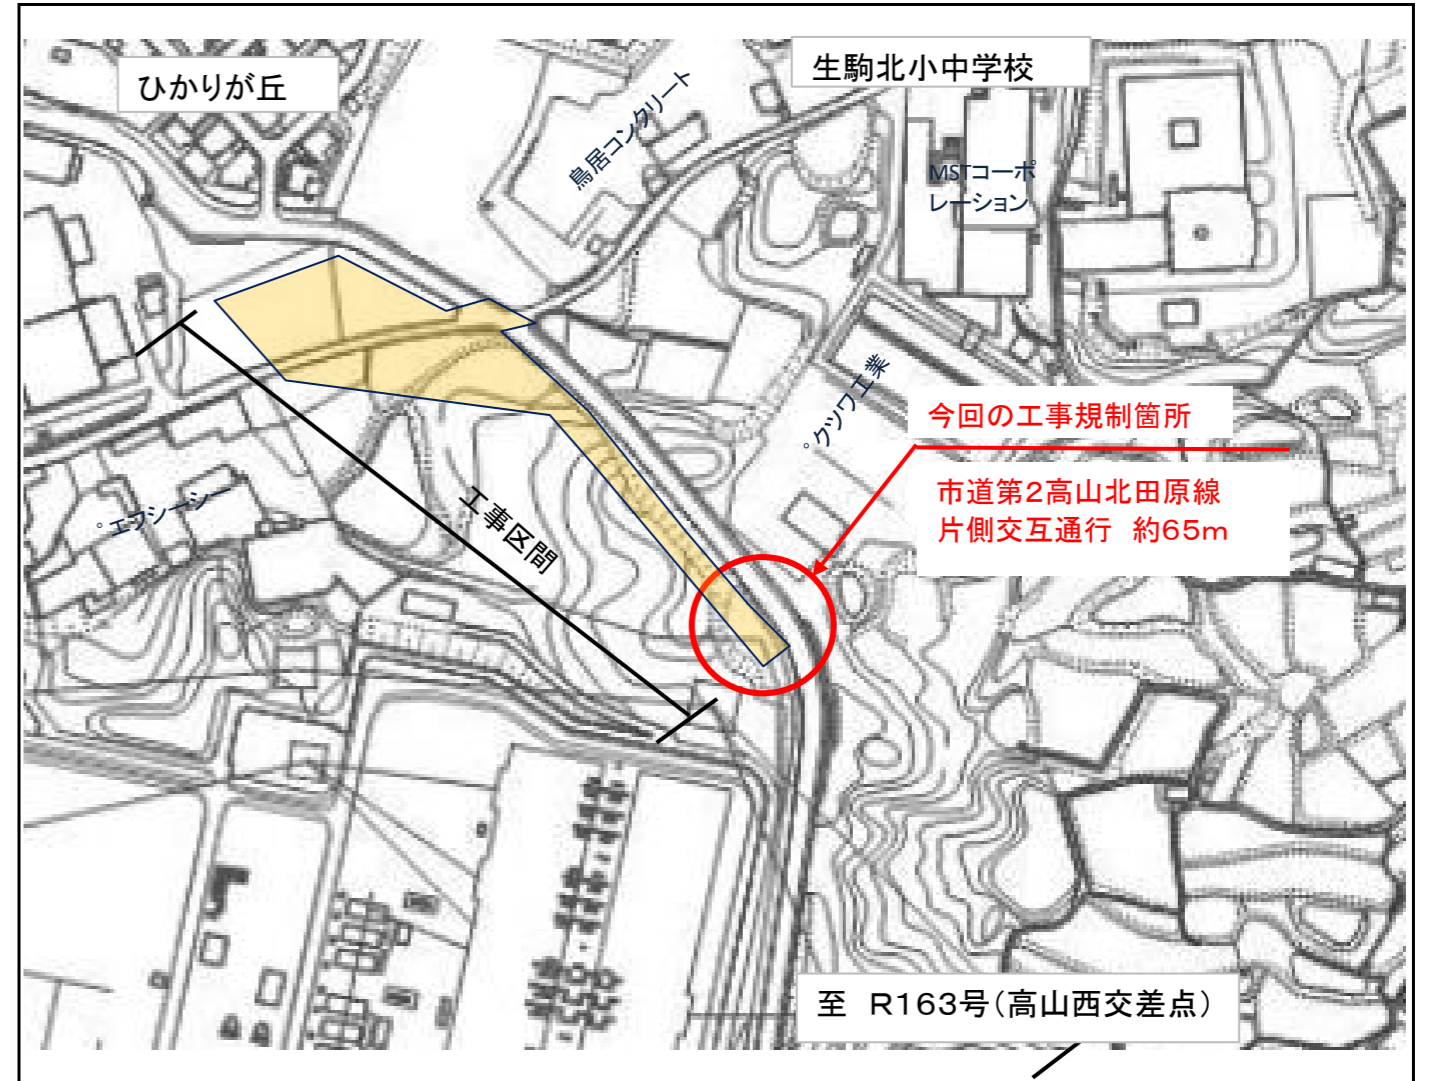 ひかりが丘
生駒北小中学校
鳥居コンクリート
MSTコーポ
レーション
クツワ工業
今回の工事規制箇所
市道第2高山北田原線
片側交互通行 約65m
エフシーシー
工事区間
至 R163号(高山西交差点)